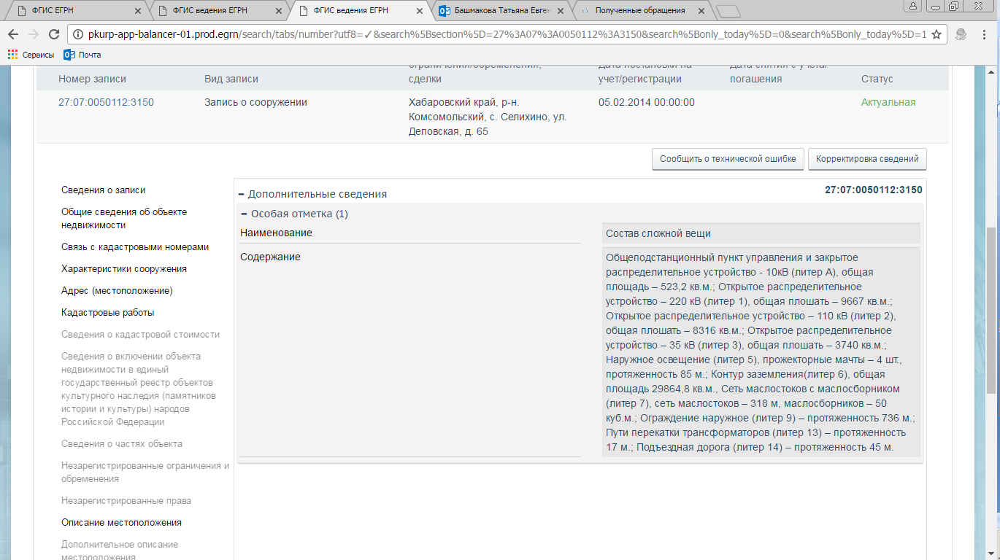 ФГИС ЕГРН
ФГИС ведения ЕГРН
ФГИС ведения ЕГРН
Башмакова Татьяна Евген
Полученные обращения
pkurp-app-balancer-01.prod.egrn/search/tabs/number?utf8=✓&search%5Bsection%5D=27%3A07%3A0050112%3A3150&search%5Bonly_today%5D=0&search%5Bonly_today%5D=1
Сервисы
Почта
ограничения/обременения, Дата постановки на Дата снятия с учета/
Номер записи Вид записи сделки учет/регистрации погашения Статус
27:07:0050112:3150 Запись о сооружении Хабаровский край, р-н. 05.02.2014 00:00:00 Актуальная
Комсомольский, с. Селихино, ул.
Деповская, д. 65
Сообщить о технической ошибке Корректировка сведений
Сведения о записи
Общие сведения об объекте
недвижимости
Связь с кадастровыми номерами
Характеристики сооружения
Адрес (местоположение)
Кадастровые работы
Сведения о кадастровой стоимости
Сведения о включении объекта
недвижимости в единый
государственный реестр объектов
культурного наследия (памятников
истории и культуры) народов
Российской Федерации
Сведения о частях объекта
Незарегистрированные ограничения и
обременения
Незарегистрированные права
Описание местоположения
Дополнительное описание
местоположения
– Дополнительные сведения 27:07:0050112:3150
– Особая отметка (1)
Наименование Состав сложной вещи
Содержание
Общеподстанционный пункт управления и закрытое
распределительное устройство - 10кВ (литер А), общая
площадь – 523,2 кв.м.; Открытое распределительное
устройство – 220 кВ (литер 1), общая плошать – 9667 кв.м.;
Открытое распределительное устройство – 110 кВ (литер 2),
общая плошать – 8316 кв.м.; Открытое распределительное
устройство – 35 кВ (литер 3), общая плошать – 3740 кв.м.;
Наружное освещение (литер 5), прожекторные мачты – 4 шт.,
протяженность 85 м.; Контур заземления(литер 6), общая
площадь 29864,8 кв.м., Сеть маслостоков с маслосборником
(литер 7), сеть маслостоков – 318 м, маслосборников – 50
куб.м.; Ограждение наружное (литер 9) – протяженность 736 м.;
Пути перекатки трансформаторов (литер 13) – протяженность
17 м.; Подъездная дорога (литер 14) – протяженность 45 м.